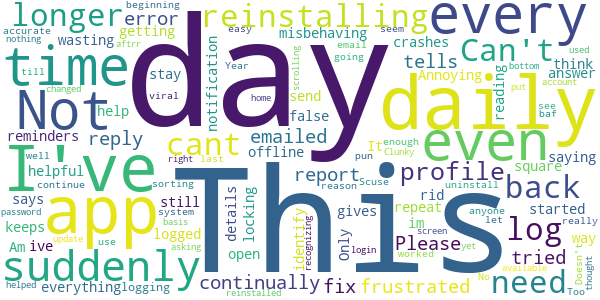 beginning
accurate
nothing
longer
error
reinstalling
every
wasting
getting
misbehaving
easy
email
seem
Year
going
crashes
Can't
time
day
stay
tells
think
till
changed
viral
home
scrolling
notification
Annoying
answer
bottom
used
Not
help
send
put
account
reminders
reply
cant
false
emailed
daily
reading
see
baf
I've
helpful
right
last
offline
It
enough
Clunky
pun
even
square
saying
continue
sorting
This
report
profile
says
well
app
still
details
locking
reason
Scuse
rid
uninstall
back
started
keeps
password
system
logged
open
identify
recognizing
gives
repeat
anyone
let
really
Am
ive
basis
Only
im
Please
log
tried
way
update
use
asking
login
screen
yet
No
available
Doesn't
thought
suddenly
worked
need
everything
logging
continually
fix
frustrated
Too
helped
reinstalled
aftrr